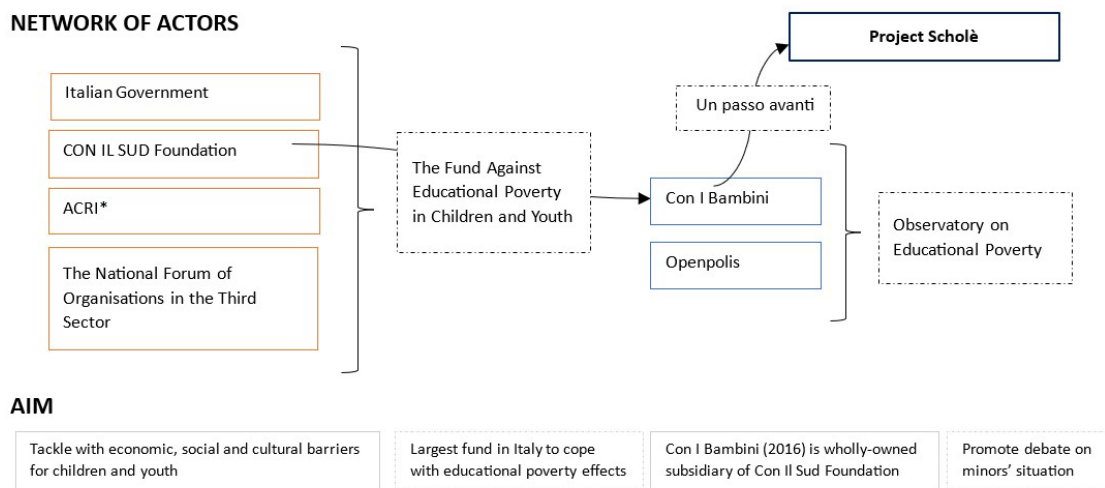 NETWORK OF ACTORS
Project Scholè
Italian Government
Un passo avanti
CON IL SUD Foundation
The Fund Against
Educational Poverty
in Children and Youth
ACRI*
Con I Bambini
Observatory on
Educational Poverty
Openpolis
The National Forum of
Organisations in the Third
Sector
AIM
Tackle with economic, social and cultural barriers
for children and youth
Largest fund in Italy to cope
with educational poverty effects
Con I Bambini (2016) is wholly-owned
subsidiary of Con Il Sud Foundation
Promote debate on
minors' situation